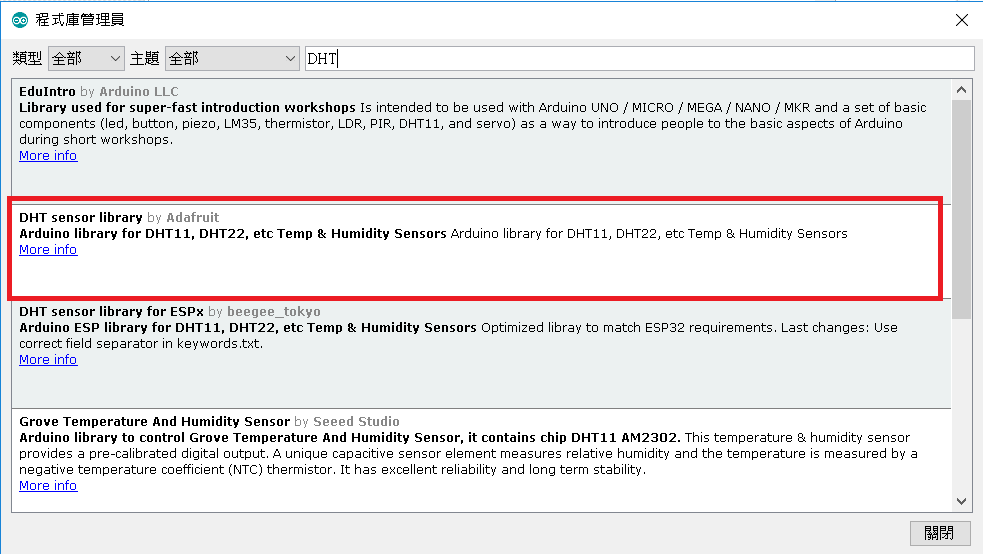 程式庫管理員
類型 全部 主題 全部 DHT
EduIntro by Arduino LLC
Library used for super-fast introduction workshops Is intended to be used with Arduino UNO / MICRO / MEGA / NANO / MKR and a set of basic
components (led, button, piezo, LM35, thermistor, LDR, PIR, DHT11, and servo) as a way to introduce people to the basic aspects of Arduino
during short workshops.
More info
DHT sensor library by Adafruit
Arduino library for DHT11, DHT22, etc Temp & Humidity Sensors Arduino library for DHT11, DHT22, etc Temp & Humidity Sensors
More info
DHT sensor library for ESPx by beegee_tokyo
Arduino ESP library for DHT11, DHT22, etc Temp & Humidity Sensors Optimized libray to match ESP32 requirements. Last changes: Use
correct field separator in keywords.txt.
More info
Grove Temperature And Humidity Sensor by Seeed Studio
Arduino library to control Grove Temperature And Humidity Sensor, it contains chip DHT11 AM2302. This temperature & humidity sensor
provides a pre-calibrated digital output. A unique capacitive sensor element measures relative humidity and the temperature is measured by a
negative temperature coefficient (NTC) thermistor. It has excellent reliability and long term stability.
More info
關閉